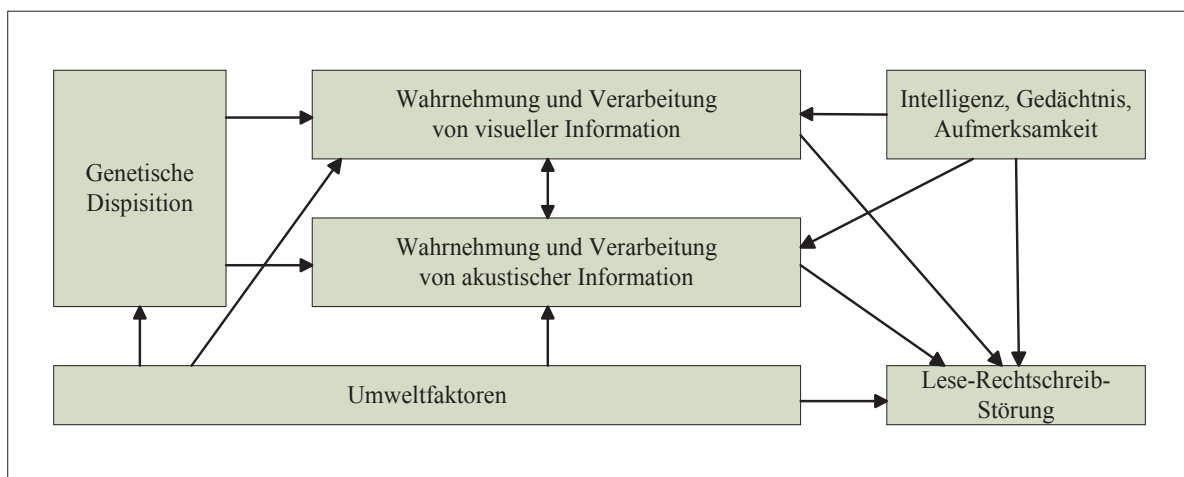 Genetische
Dispisition
Wahrnehmung und Verarbeitung
von visueller Information
Wahrnehmung und Verarbeitung
von akustischer Information
Intelligenz, Gedächtnis,
Aufmerksamkeit
Umweltfaktoren
Lese-Rechtschreib-
Störung